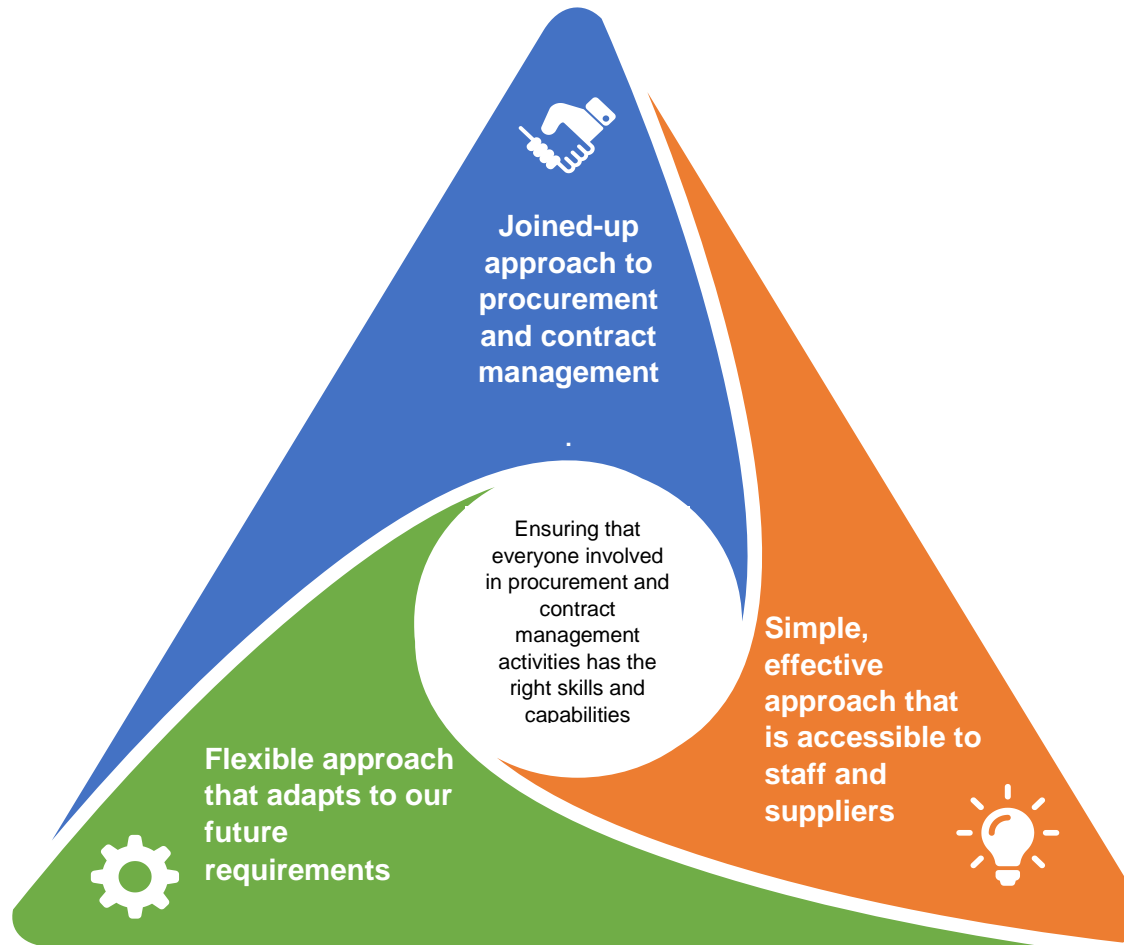 Joined-up
approach to
procurement
and contract
management
.
Ensuring that
everyone involved
in procurement and
contract
management
activities has the
right skills and
capabilities
Simple,
effective
approach that
is accessible to
staff and
suppliers
Flexible approach
that adapts to our
future
requirements